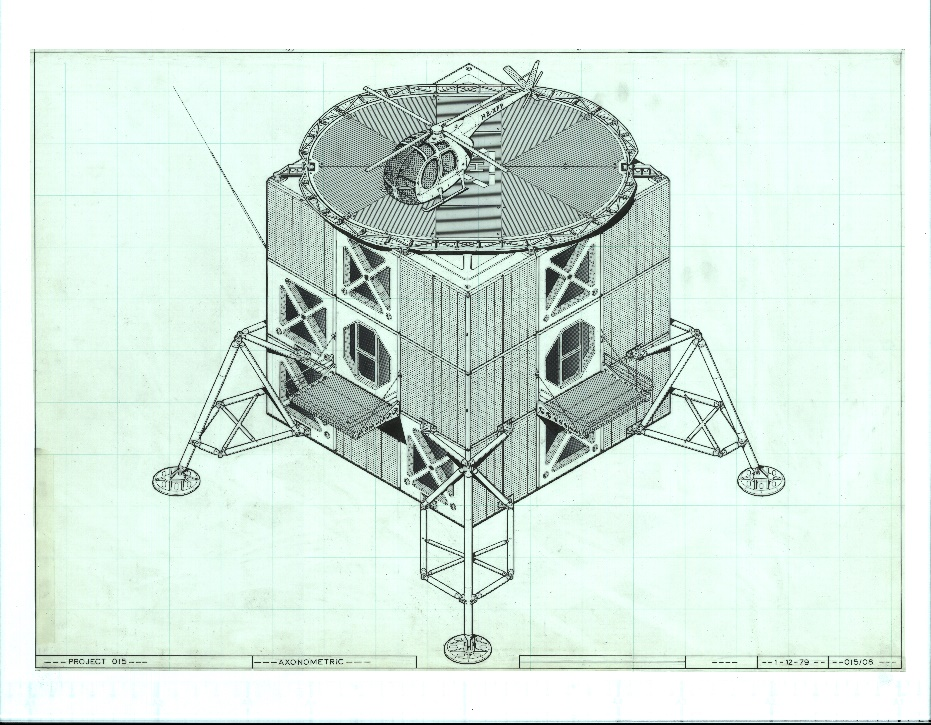 H
---PROJECT 015---
---AXONOMETRIC---
----
--1-12-79--
--015/08---